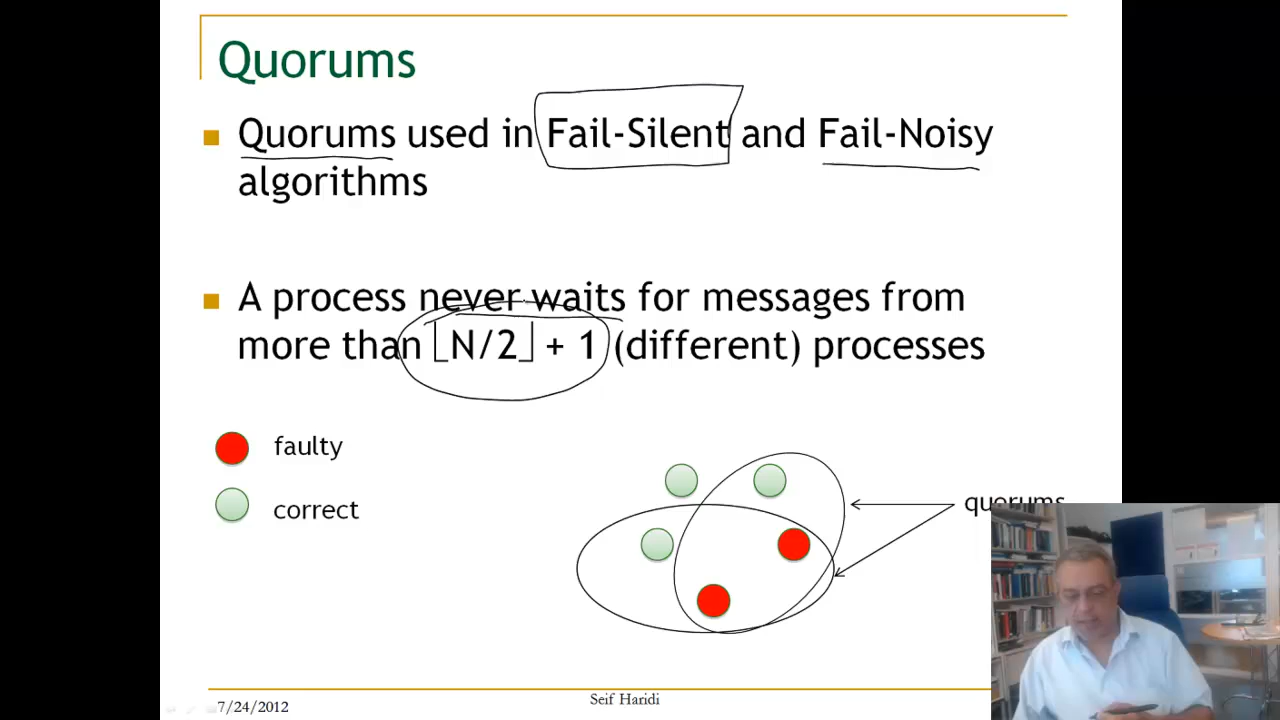 Quorums
Quorums used in Fail-Silent and Fail-Noisy
algorithms
A process never waits for messages from
more than ⌊N/2⌋ + 1 (different) processes
faulty
correct
quorums
7/24/2012
Seif Haridi